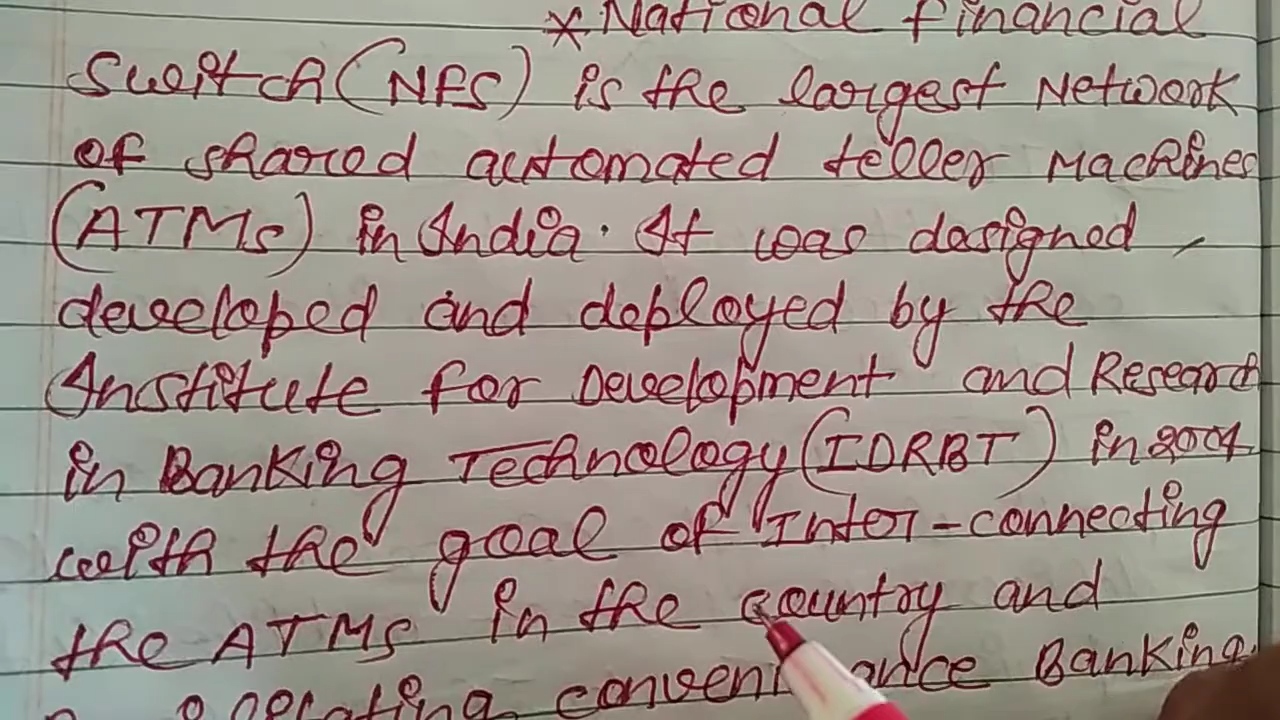 * National Financial
Switch (NFS) is the largest Network
of shared automated teller Machines
(ATMs) in India. It was dasigned,
developed and deployed by the
Institute for Development and Research
in Banking Technology (IDRBT) in 2004
with the goal of Inter-connecting
the ATMs in the country and
convenience Banking